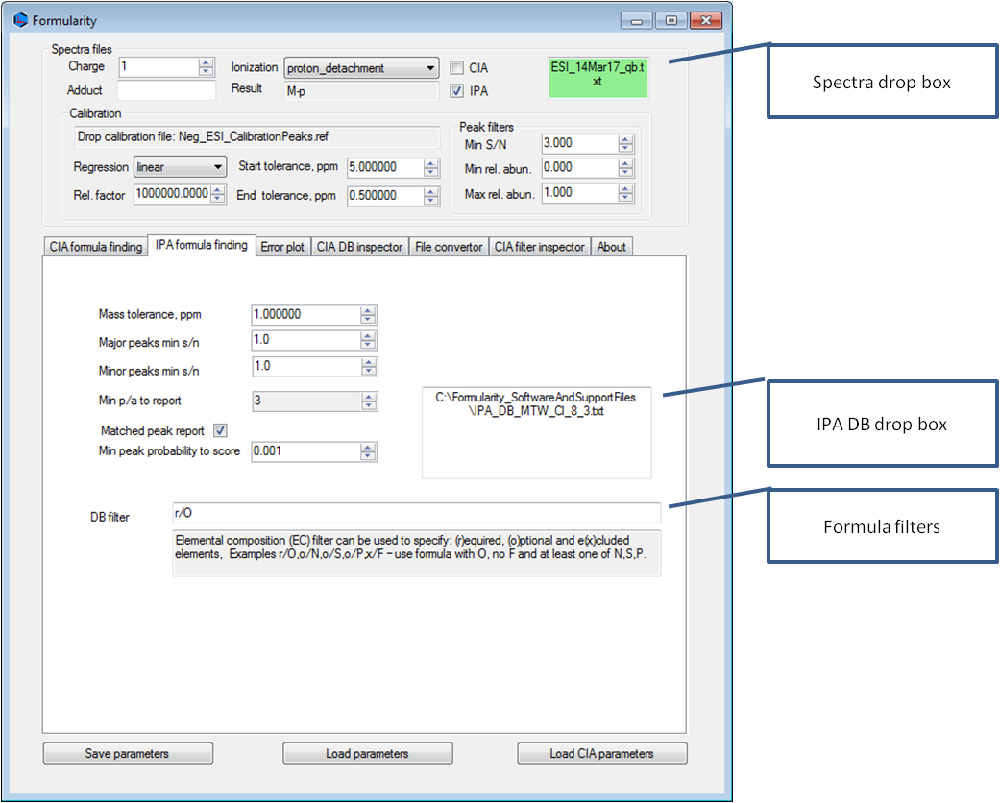 Formularity
Spectra files
Charge 1 Ionization proton_detachment CIA ESI_14Mar17_qb.t
xt
Adduct Result M-p IPA
Spectra drop box
Calibration
Drop calibration file: Neg_ESI_CalibrationPeaks.ref
Regression linear Start tolerance, ppm 5.000000
Rel. factor 1000000.0000 End tolerance, ppm 0.500000
Peak filters
Min S/N 3.000
Min rel. abun. 0.000
Max rel. abun. 1.000
CIA formula finding IPA formula finding Error plot CIA DB inspector File convertor CIA filter inspector About
Mass tolerance, ppm 1.000000
Major peaks min s/n 1.0
Minor peaks min s/n 1.0
Min p/a to report 3
Matched peak report
Min peak probability to score 0.001
C:\Formularity_SoftwareAndSupportFiles
\IPA_DB_MTW_Cl_8_3.txt
IPA DB drop box
DB filter r/O
Elemental composition (EC) filter can be used to specify: (r)equired, (o)ptional and e(x)cluded
elements, Examples r/O,o/N,o/S,o/P,x/F – use formula with O, no F and at least one of N,S,P.
Formula filters
Save parameters Load parameters Load CIA parameters